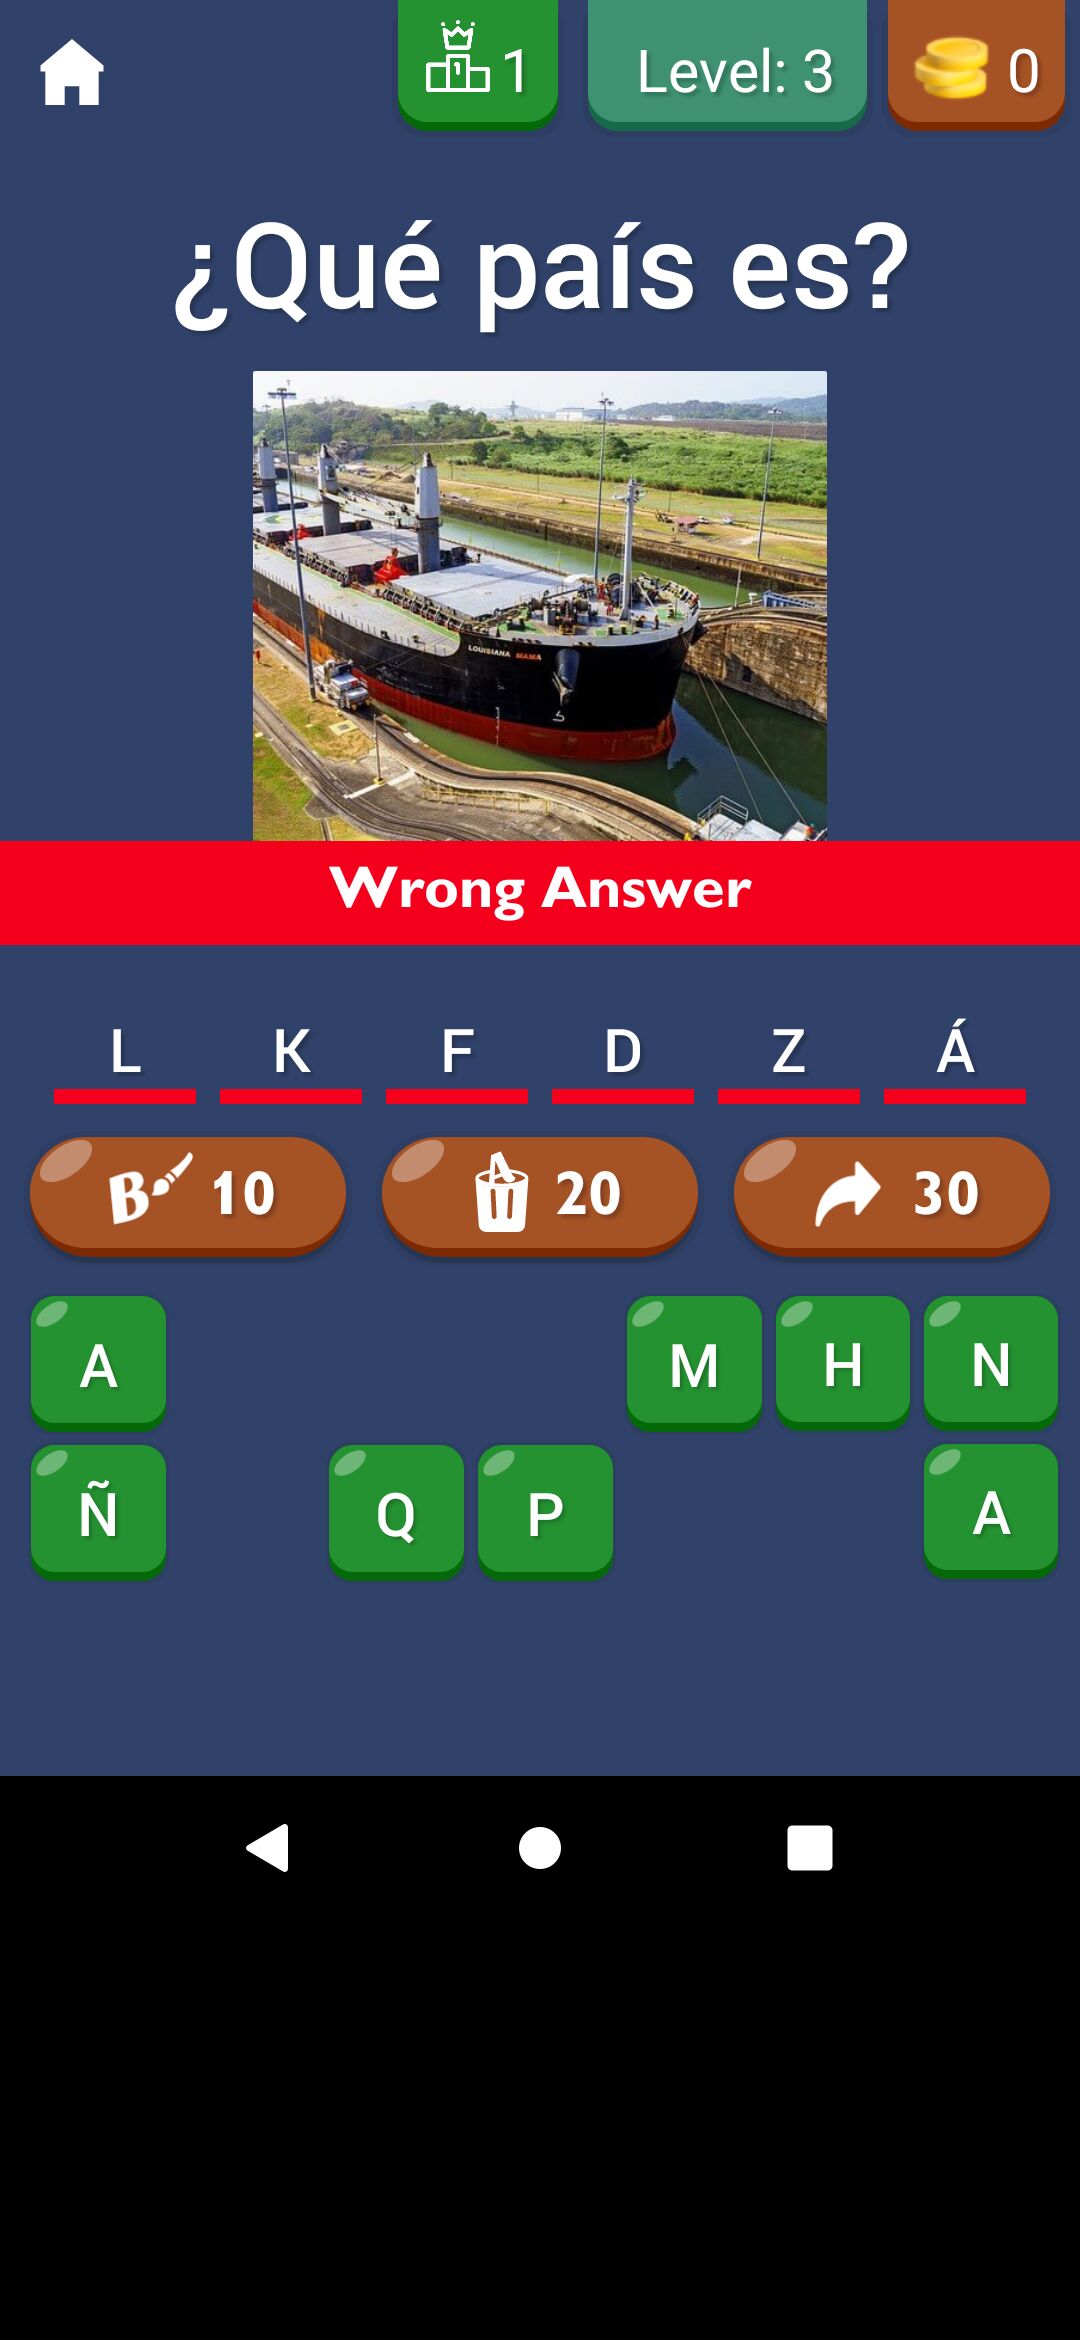 1 Level: 3 0
¿Qué país es?
LOUISIANA MAMA
Wrong Answer
L K F D Z Á
B 10 20 30
A M H N
Ñ Q P A